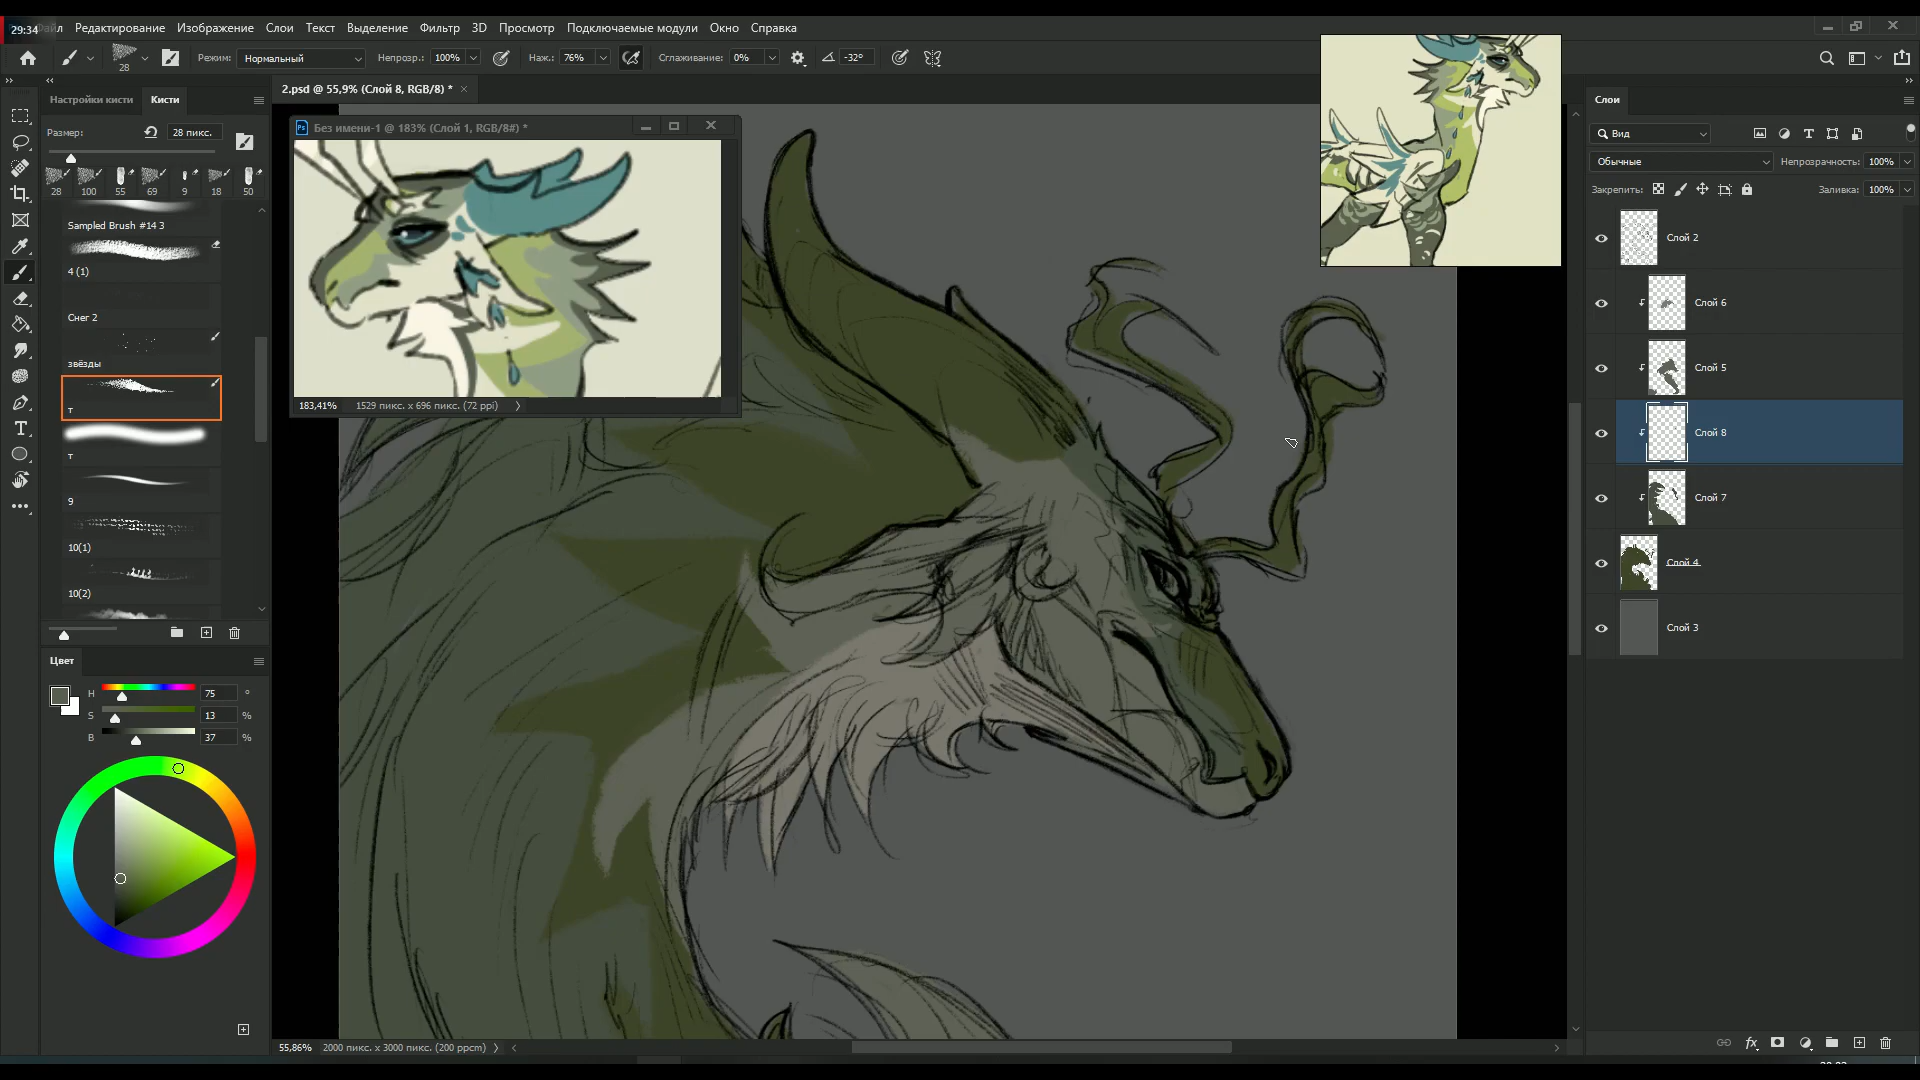 29:34
Файл Редактирование Изображение Слои Текст Выделение Фильтр 3D Просмотр Подключаемые модули Окно Справка
28 Режим: Нормальный Непрозр.: 100% Наж.: 76% Сглаживание: 0% -32°
Настройки кисти Кисти
Размер: 28 пикс.
28 100 55 69 9 18 50
Sampled Brush #14 3
4 (1)
Снег 2
звёзды
т
т
9
10(1)
10(2)
Цвет
H 75 °
S 13 %
B 37 %
2.psd @ 55,9% (Слой 8, RGB/8) *
Без имени-1 @ 183% (Слой 1, RGB/8#) *
183,41% 1529 пикс. x 696 пикс. (72 ppi)
55,86% 2000 пикс. x 3000 пикс. (200 ppcm)
Слои
Вид
Обычные Непрозрачность: 100%
Закрепить: Заливка: 100%
Слой 2
Слой 6
Слой 5
Слой 8
Слой 7
Слой 4
Слой 3